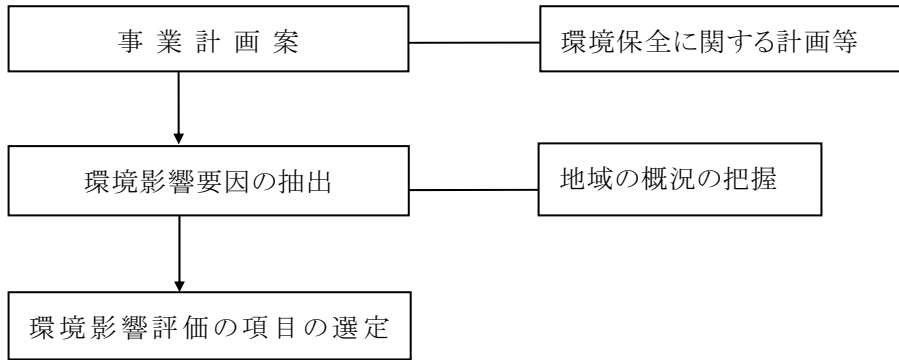 事業計画案
環境保全に関する計画等
環境影響要因の抽出
地域の概況の把握
環境影響評価の項目の選定